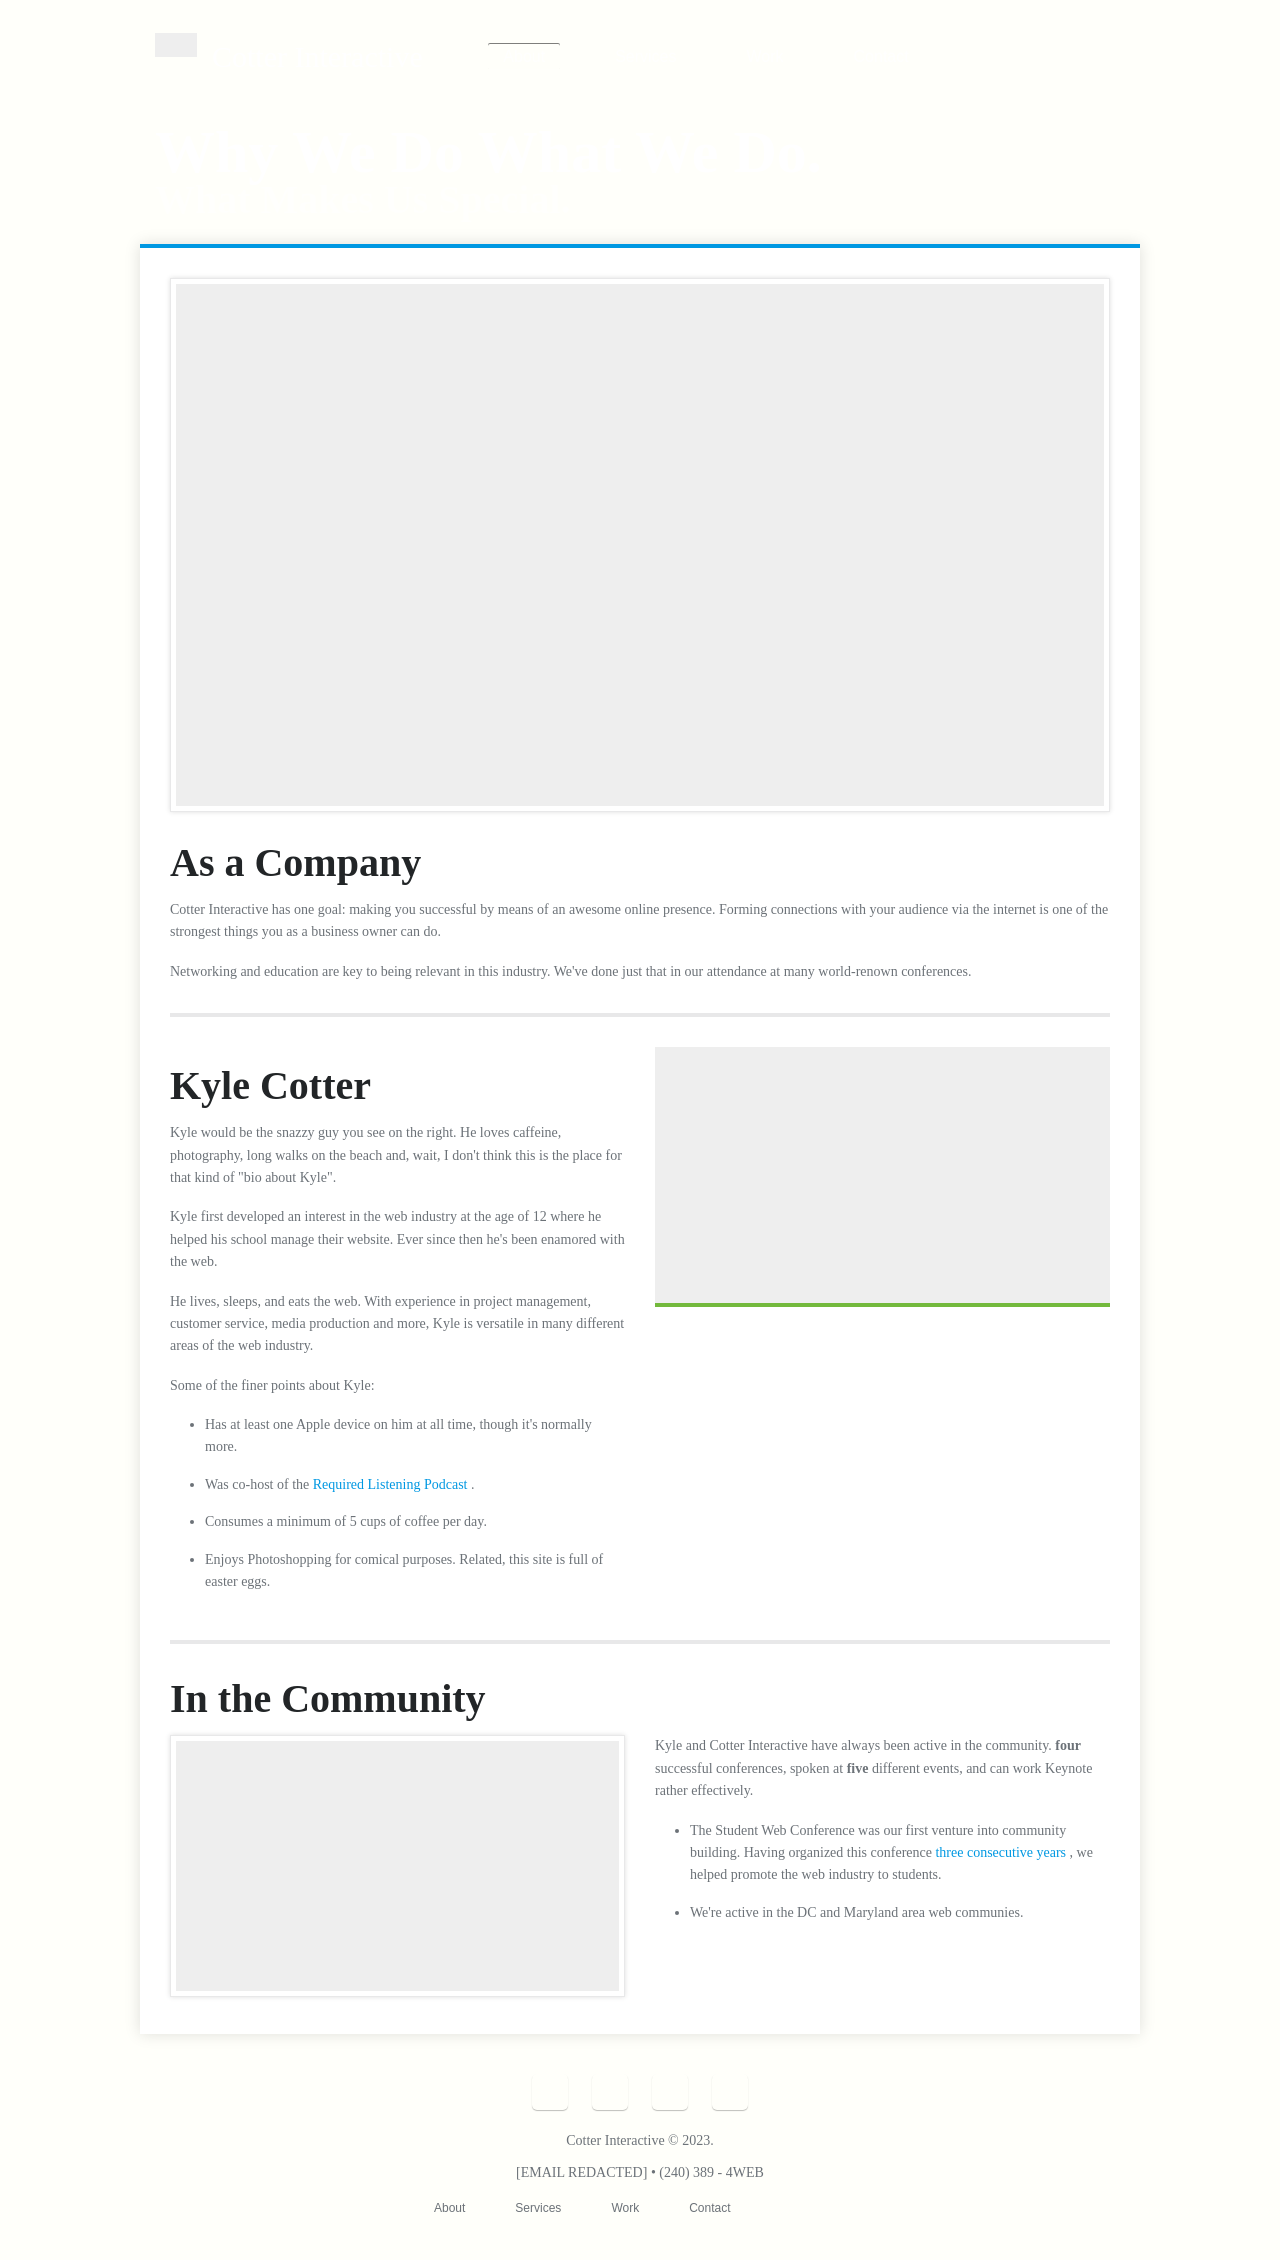 Why We Do What We Do
As a Company
Cotter Interactive has one goal: making you successful by means of an awesome online presence. Forming connections with your audience via the internet is one of the
strongest things you as a business owner can do.
Networking and education are key to being relevant in this industry. We've done just that in our attendance at many world-renown conferences.
Kyle Cotter
Kyle would be the snazzy guy you see on the right. He loves caffeine,
photography, long walks on the beach and, wait, I don't think this is the place for
that kind of "bio about Kyle".
Kyle first developed an interest in the web industry at the age of 12 where he
helped his school manage their website. Ever since then he's been enamored with
the web.
He lives, sleeps, and eats the web. With experience in project management,
customer service, media production and more, Kyle is versatile in many different
areas of the web industry.
Some of the finer points about Kyle:
• Has at least one Apple device on him at all time, though it's normally
more.
• Was co-host of the Required Listening Podcast .
• Consumes a minimum of 5 cups of coffee per day.
• Enjoys Photoshopping for comical purposes. Related, this site is full of
easter eggs.
In the Community
Kyle and Cotter Interactive have always been active in the community. four
successful conferences, spoken at five different events, and can work Keynote
rather effectively.
• The Student Web Conference was our first venture into community
building. Having organized this conference three consecutive years , we
helped promote the web industry to students.
• We're active in the DC and Maryland area web communies.
Cotter Interactive © 2023.
[EMAIL REDACTED] • (240) 389 - 4WEB
About Services Work Contact